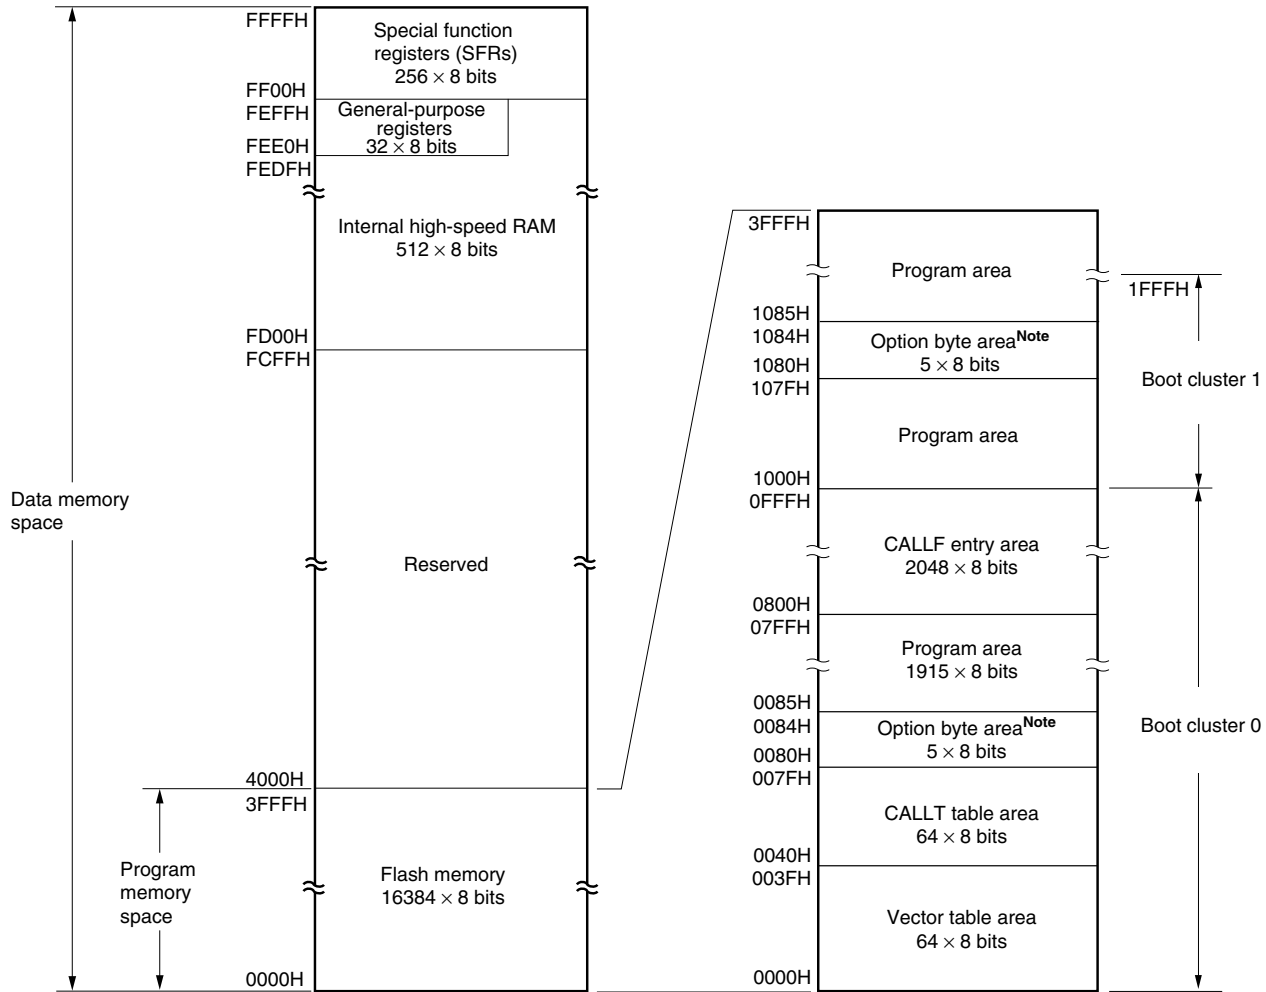 FFFFH
Special function
registers (SFRs)
256 × 8 bits
FF00H
FEFFH
General-purpose
registers
32 × 8 bits
FEE0H
FEDFH
Internal high-speed RAM
512 × 8 bits
FD00H
FCFFH
Data memory
space
Reserved
4000H
3FFFH
Program
memory
space
Flash memory
16384 × 8 bits
0000H
3FFFH
Program area
1FFFH
1085H
1084H
Option byte areaNote
5 × 8 bits
1080H
107FH
Boot cluster 1
Program area
1000H
0FFFH
CALLF entry area
2048 × 8 bits
0800H
07FFH
Program area
1915 × 8 bits
0085H
0084H
Option byte areaNote
5 × 8 bits
Boot cluster 0
0080H
007FH
CALLT table area
64 × 8 bits
0040H
003FH
Vector table area
64 × 8 bits
0000H